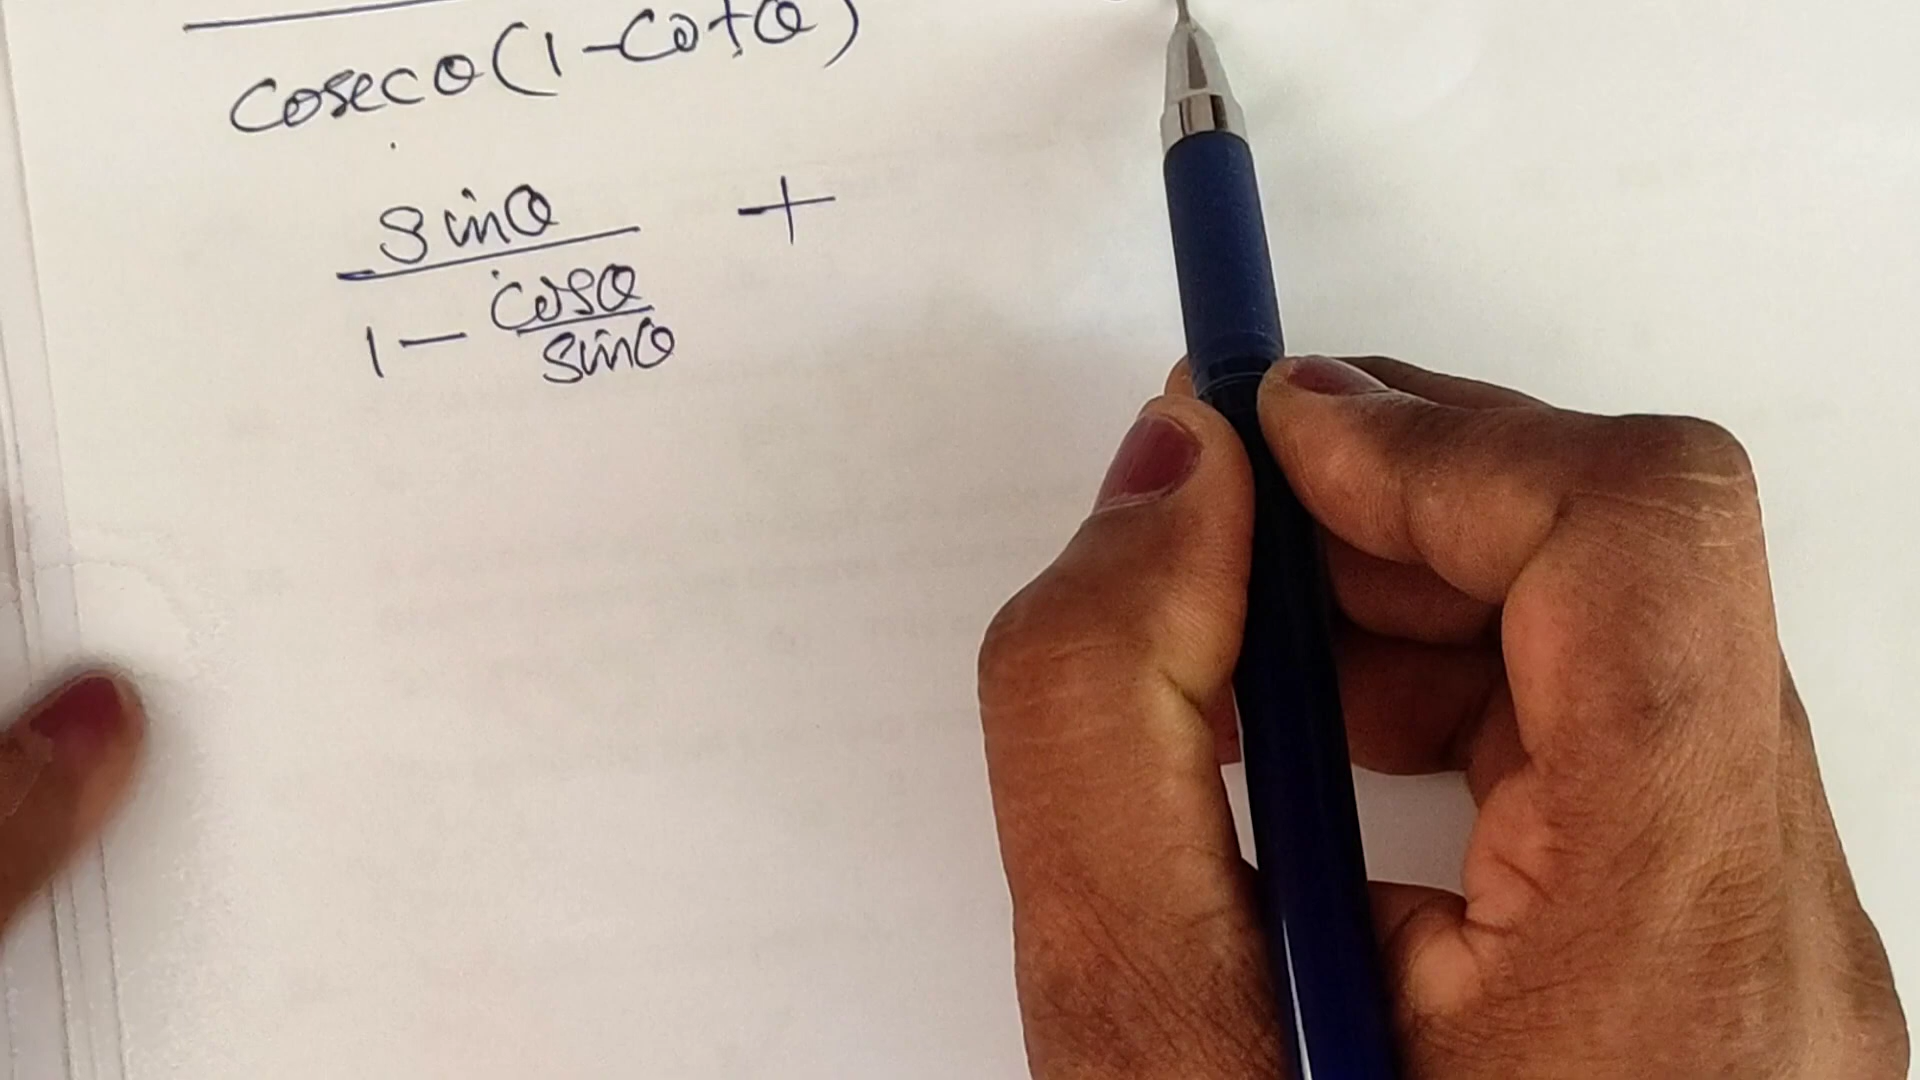 cosecθ(1-cotθ)
sinθ +
1- cosθ
sinθ